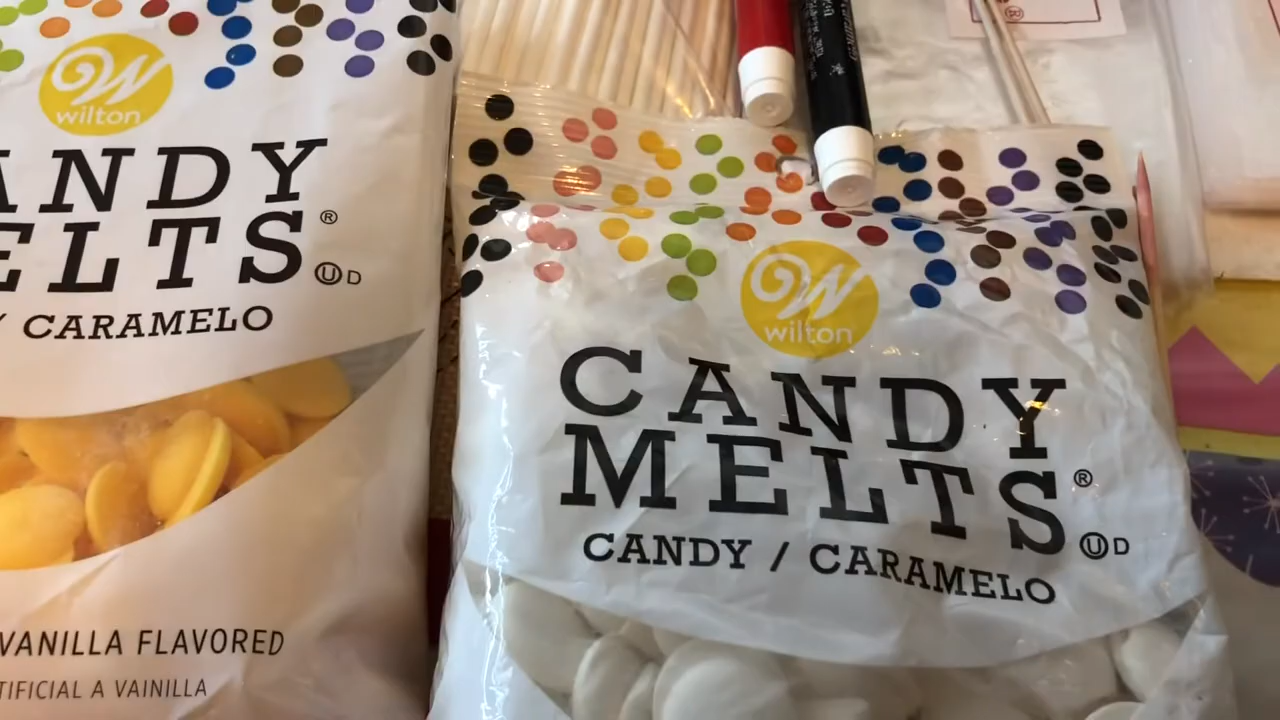 wilton
ANDY
ELTS®
UD
/ CARAMELO
VANILLA FLAVORED
TIFICIAL A VAINILLA
wilton
CANDY
MELTS®
UD
CANDY / CARAMELO